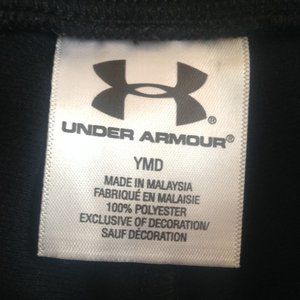 ®
UNDER ARMOUR®
YMD
MADE IN MALAYSIA
FABRIQUÉ EN MALAISIE
100% POLYESTER
EXCLUSIVE OF DECORATION/
SAUF DÉCORATION